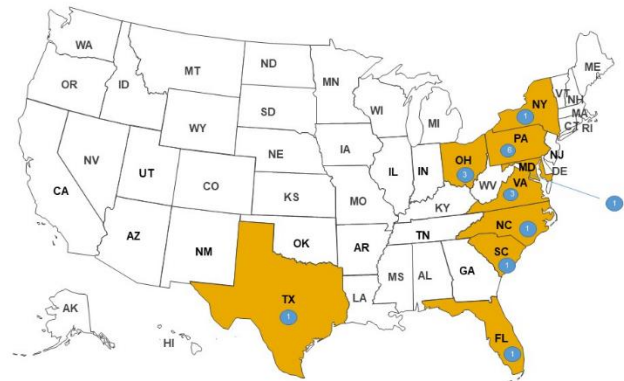 WA
MT
ND
MN
ME
OR
ID
SD
WI
MI
VT
NH
NY
1
MA
CT
RI
WY
NE
IA
PA
6
NJ
NV
UT
CO
IL
IN
OH
3
MD
DE
1
CA
KS
MO
WV
VA
3
KY
AZ
NM
OK
AR
TN
NC
1
SC
1
MS
AL
GA
TX
1
LA
AK
HI
FL
1